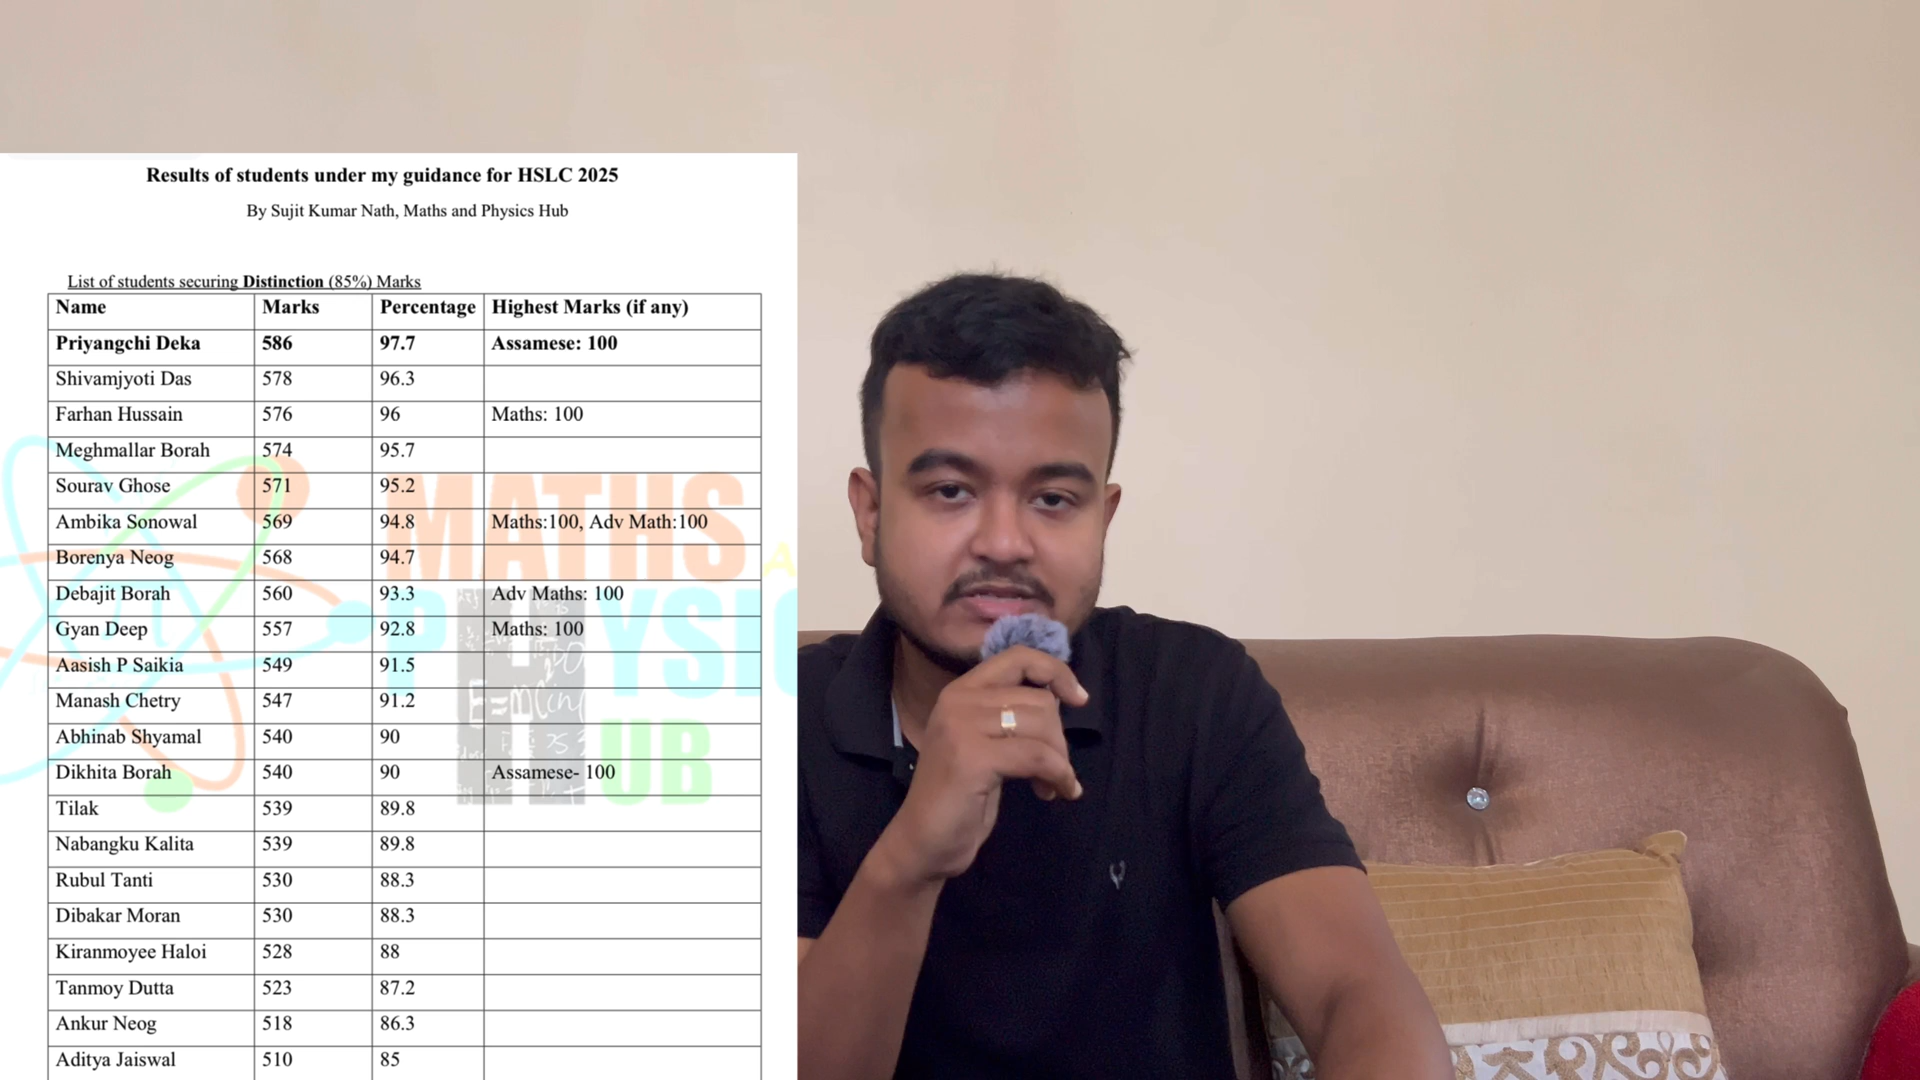 Results of students under my guidance for HSLC 2025
By Sujit Kumar Nath, Maths and Physics Hub
List of students securing Distinction (85%) Marks
Name Marks Percentage Highest Marks (if any)
Priyangchi Deka 586 97.7 Assamese: 100
Shivamjyoti Das 578 96.3
Farhan Hussain 576 96 Maths: 100
Meghmallar Borah 574 95.7
Sourav Ghose 571 95.2
Ambika Sonowal 569 94.8 Maths:100, Adv Math:100
Borenya Neog 568 94.7
Debajit Borah 560 93.3 Adv Maths: 100
Gyan Deep 557 92.8 Maths: 100
Aasish P Saikia 549 91.5
Manash Chetry 547 91.2
Abhinab Shyamal 540 90
Dikhita Borah 540 90 Assamese- 100
Tilak 539 89.8
Nabangku Kalita 539 89.8
Rubul Tanti 530 88.3
Dibakar Moran 530 88.3
Kiranmoyee Haloi 528 88
Tanmoy Dutta 523 87.2
Ankur Neog 518 86.3
Aditya Jaiswal 510 85
MATHS
HUB